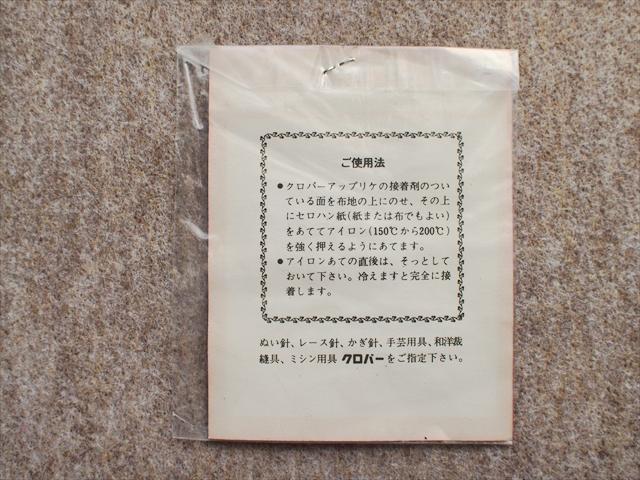 ご使用法
●クロバーアップリケの接着剤のつい
ている面を布地の上にのせ、その上
にセロハン紙(紙または布でもよい)
をあててアイロン(150℃から200℃)
を強く押えるようにあてます。
●アイロンあての直後は、そっとして
おいて下さい。冷えますと完全に接
着します。
ぬい針、レース針、かぎ針、手芸用具、和洋裁
縫具、ミシン用具 クロバーをご指定下さい。